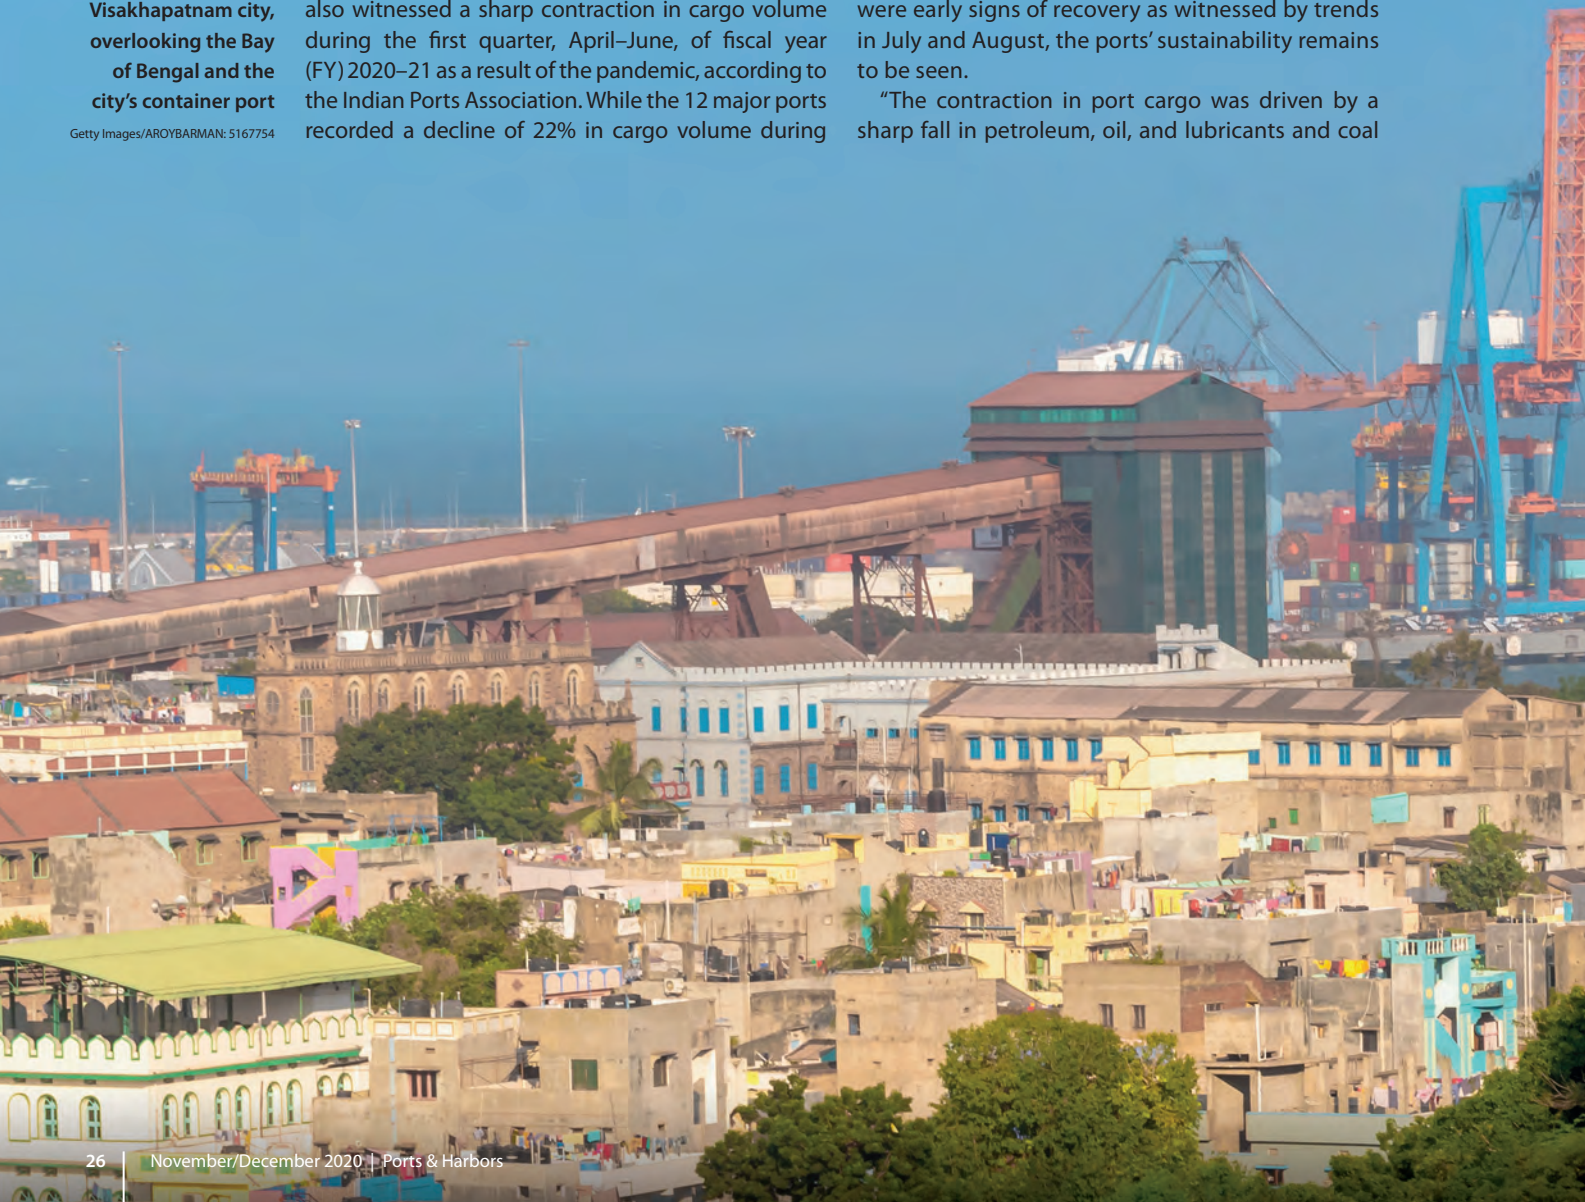 Visakhapatnam city,
overlooking the Bay
of Bengal and the
city’s container port
Getty Images/AROYBARMAN: 5167754
also witnessed a sharp contraction in cargo volume
during the first quarter, April–June, of fiscal year
(FY) 2020–21 as a result of the pandemic, according to
the Indian Ports Association. While the 12 major ports
recorded a decline of 22% in cargo volume during
were early signs of recovery as witnessed by trends
in July and August, the ports’ sustainability remains
to be seen.
“The contraction in port cargo was driven by a
sharp fall in petroleum, oil, and lubricants and coal
26 | November/December 2020 | Ports & Harbors